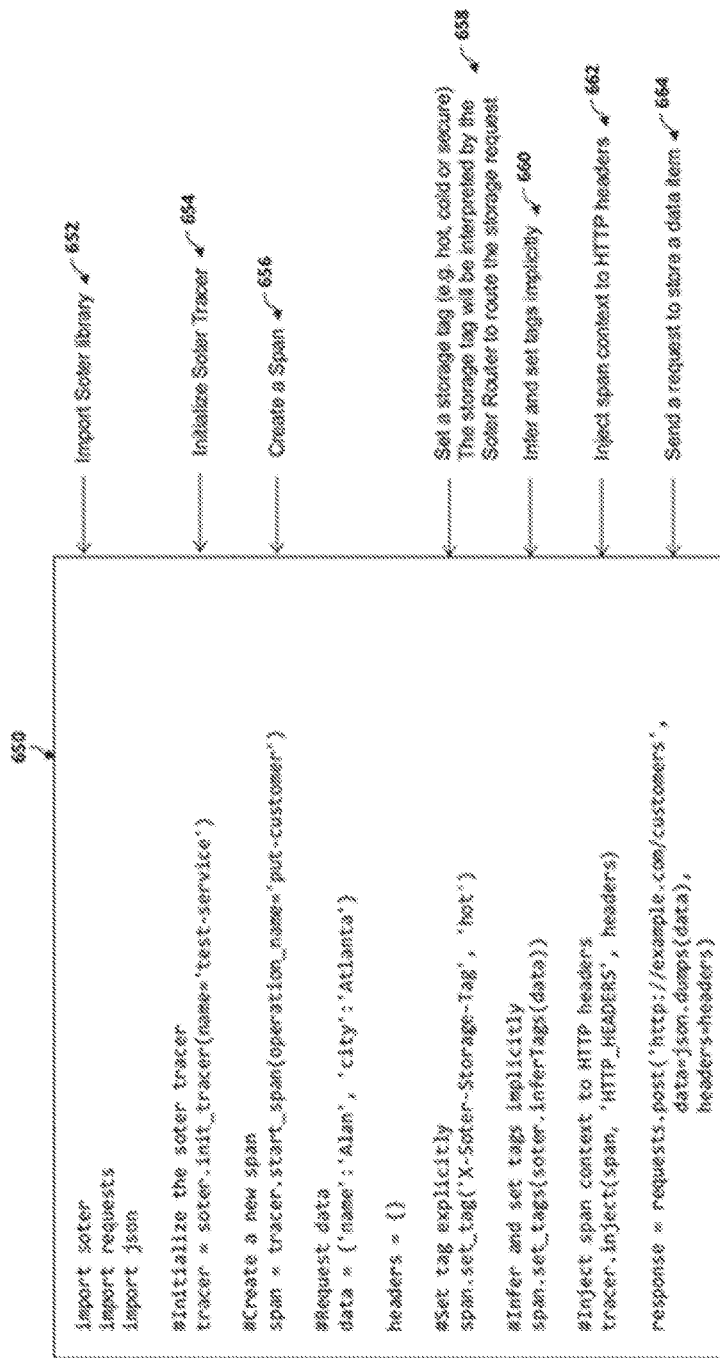 650
import soter
import requests
import json
#Initialize the soter tracer
tracer = soter.init_tracer(name='test-service')
#Create a new span
span = tracer.start_span(operation_name='put-customer')
#Request data
data = {'name':'Alan', 'city':'Atlanta'}
headers = {}
#Set tag explicitly
span.set_tag('X-Soter-Storage-Tag', 'hot')
#Infer and set tags implicitly
span.set_tags(soter.inferTags(data))
#Inject span context to HTTP headers
tracer.inject(span, 'HTTP_HEADERS', headers)
response = requests.post('http://example.com/customers',
data=json.dumps(data),
headers=headers)
Import Soter library 652
Initialize Soter Tracer 654
Create a Span 656
Set a storage tag (e.g. hot, cold or secure)
The storage tag will be interpreted by the 658
Soter Router to route the storage request
Infer and set tags implicitly 660
Inject span context to HTTP headers 662
Send a request to store a data item 664